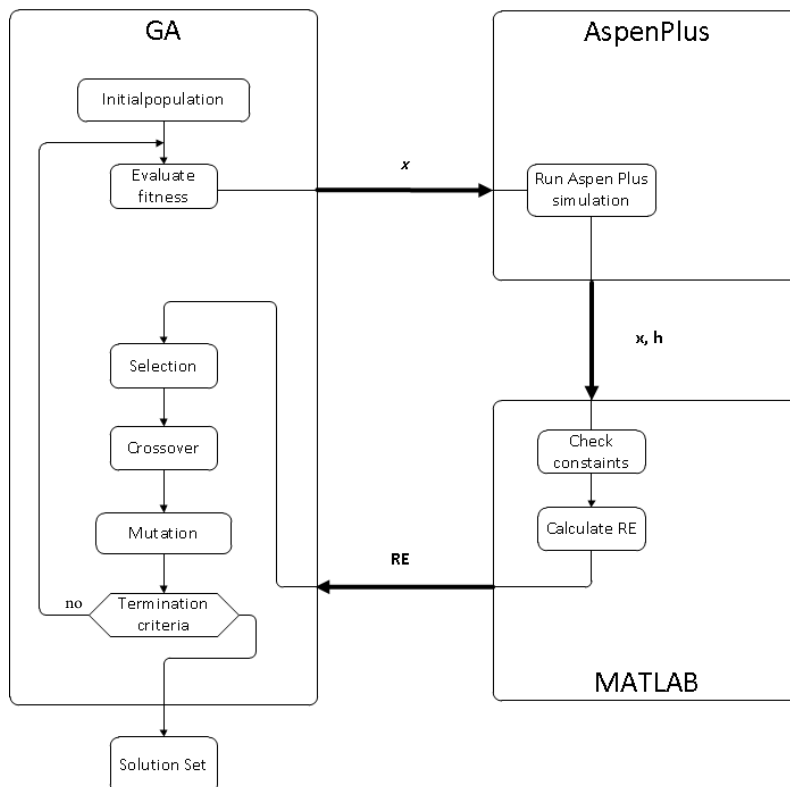 GA
Initialpopulation
Evaluate
fitness
x
AspenPlus
Run Aspen Plus
simulation
x, h
Check
constaints
Calculate RE
MATLAB
RE
Selection
Crossover
Mutation
Termination
criteria
no
Solution Set